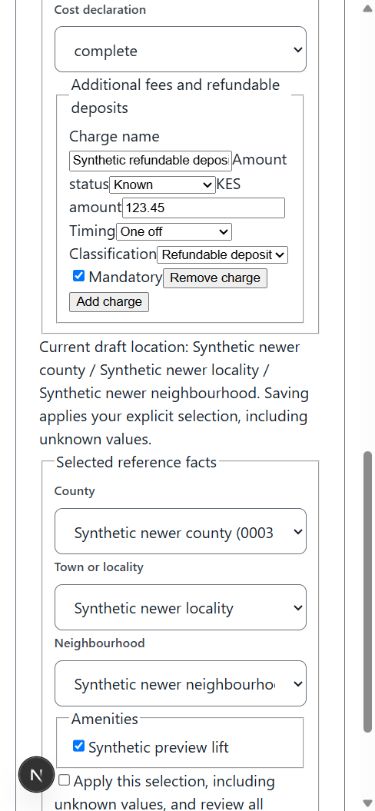 Cost declaration
complete
Additional fees and refundable
deposits
Charge name
Synthetic refundable depos Amount
status Known KES
amount 123.45
Timing One off
Classification Refundable deposit
Mandatory Remove charge
Add charge
Current draft location: Synthetic newer
county / Synthetic newer locality /
Synthetic newer neighbourhood. Saving
applies your explicit selection, including
unknown values.
Selected reference facts
County
Synthetic newer county (0003
Town or locality
Synthetic newer locality
Neighbourhood
Synthetic newer neighbourho
Amenities
Synthetic preview lift
N
Apply this selection, including
unknown values, and review all